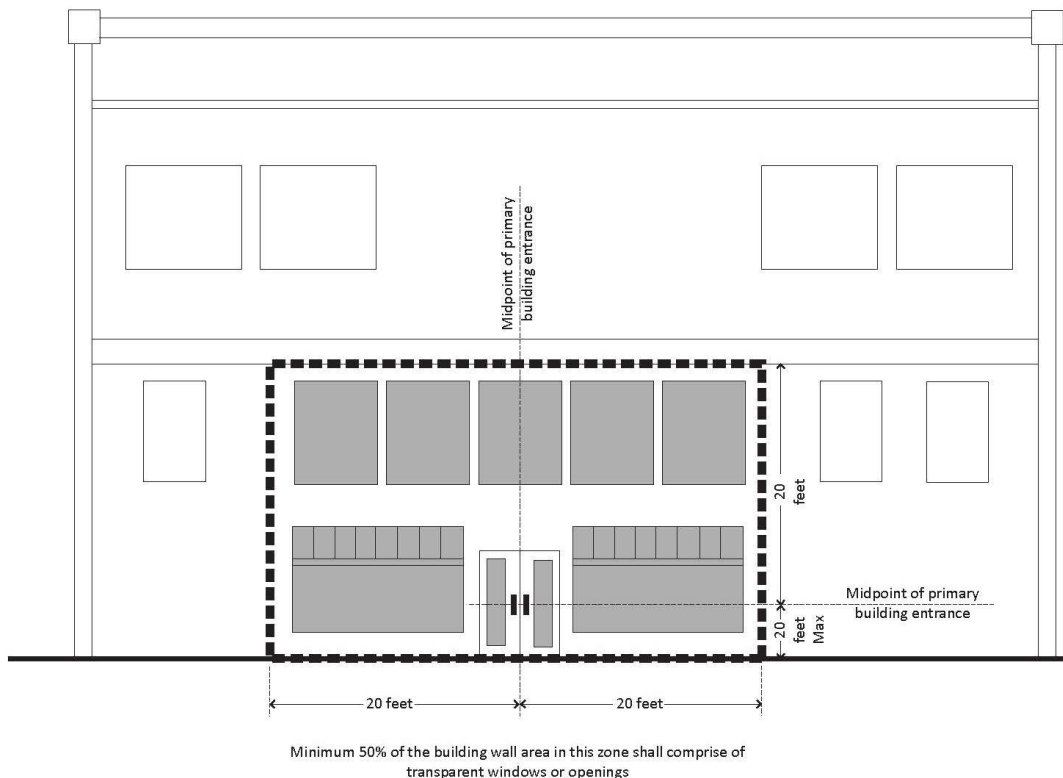 Midpoint of primary
building entrance
20
feet
Midpoint of primary
building entrance
20
feet
Max
20 feet
20 feet
Minimum 50% of the building wall area in this zone shall comprise of
transparent windows or openings